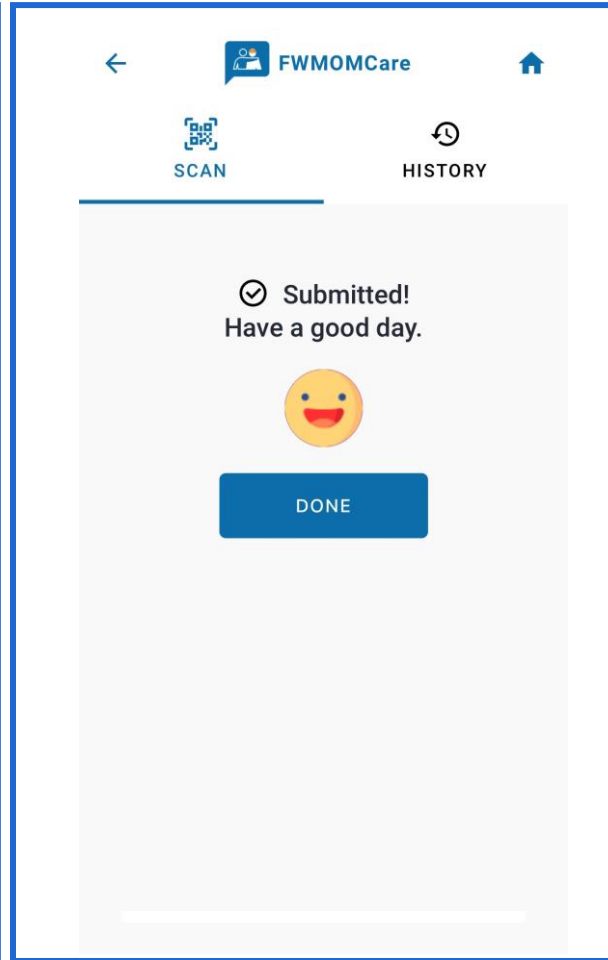 FWMOMCare
SCAN
HISTORY
Submitted!
Have a good day.
DONE